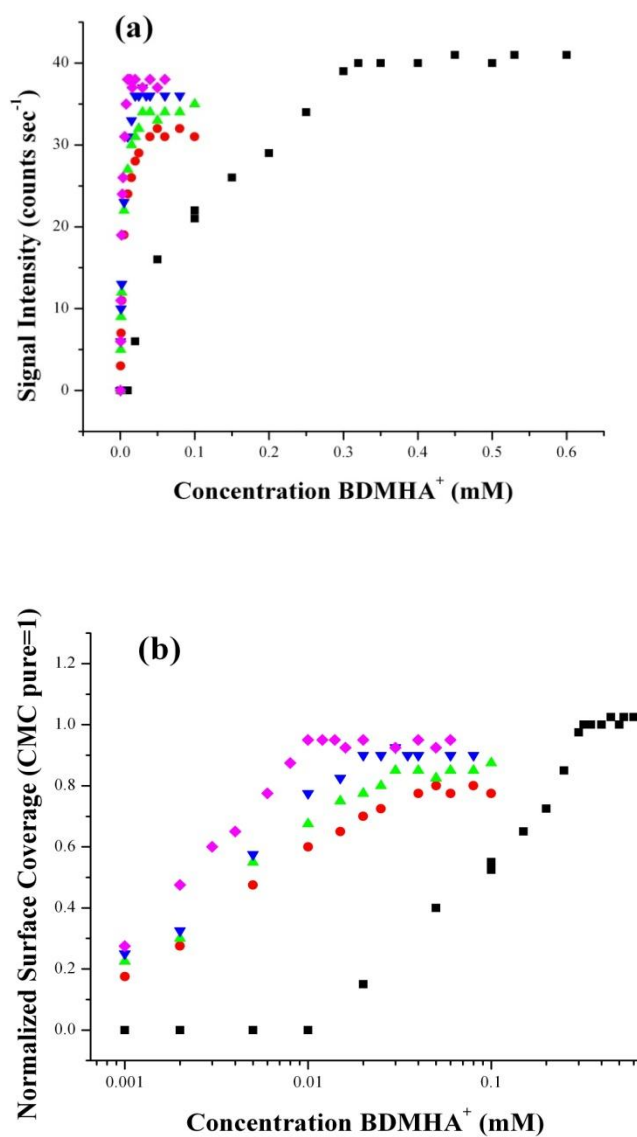 (a)
Signal Intensity (counts sec⁻¹)
40
30
20
10
0
0.0 0.1 0.2 0.3 0.4 0.5 0.6
Concentration BDMHA⁺ (mM)
(b)
Normalized Surface Coverage (CMC pure=1)
1.2
1.0
0.8
0.6
0.4
0.2
0.0
0.001 0.01 0.1
Concentration BDMHA⁺ (mM)